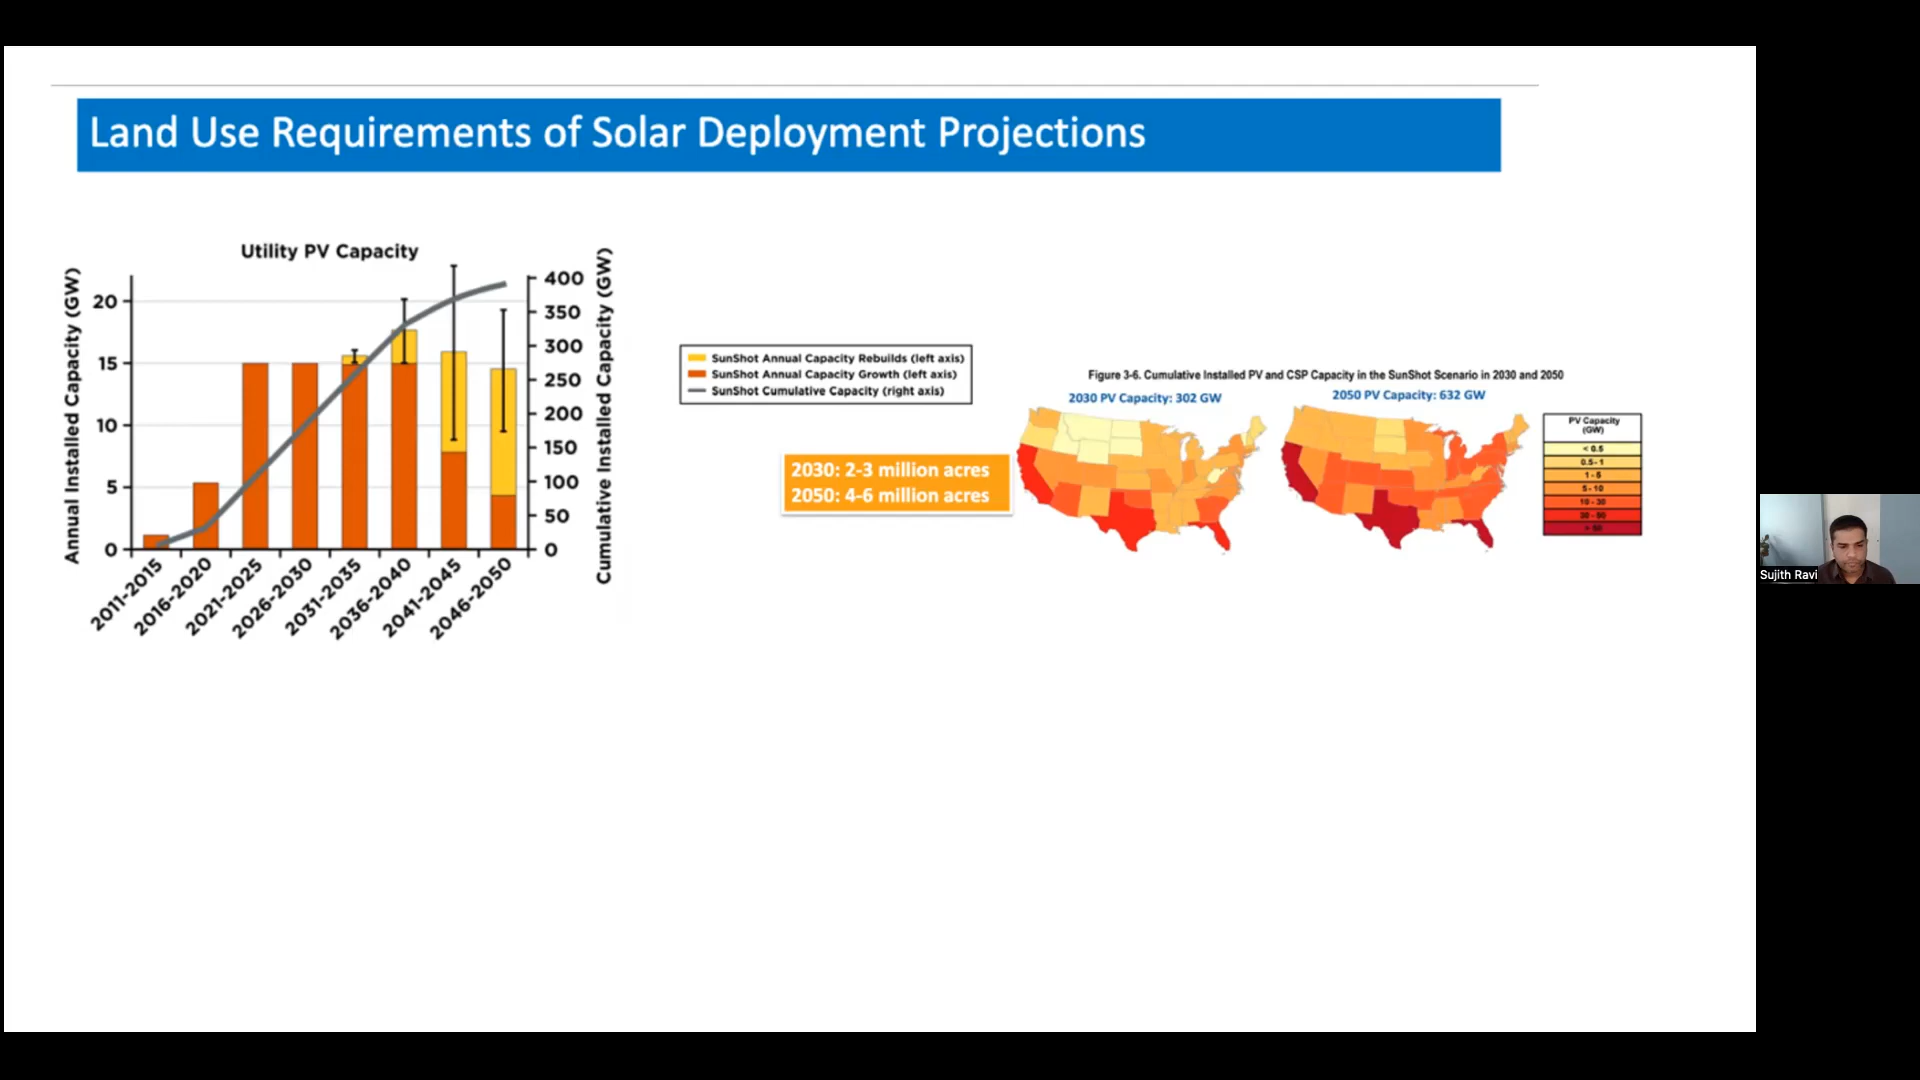 Land Use Requirements of Solar Deployment Projections
Utility PV Capacity
Annual Installed Capacity (GW)
20
15
10
5
0
400
350
300
250
200
150
100
50
0
Cumulative Installed Capacity (GW)
2011-2015
2016-2020
2021-2025
2026-2030
2031-2035
2036-2040
2041-2045
2046-2050
SunShot Annual Capacity Rebuilds (left axis)
SunShot Annual Capacity Growth (left axis)
SunShot Cumulative Capacity (right axis)
2030: 2-3 million acres
2050: 4-6 million acres
Figure 3-6. Cumulative Installed PV and CSP Capacity in the SunShot Scenario in 2030 and 2050
2030 PV Capacity: 302 GW
2050 PV Capacity: 632 GW
PV Capacity
(GW)
< 0.5
0.5 - 1
1 - 5
5 - 10
10 - 30
30 - 50
> 50
Sujith Ravi